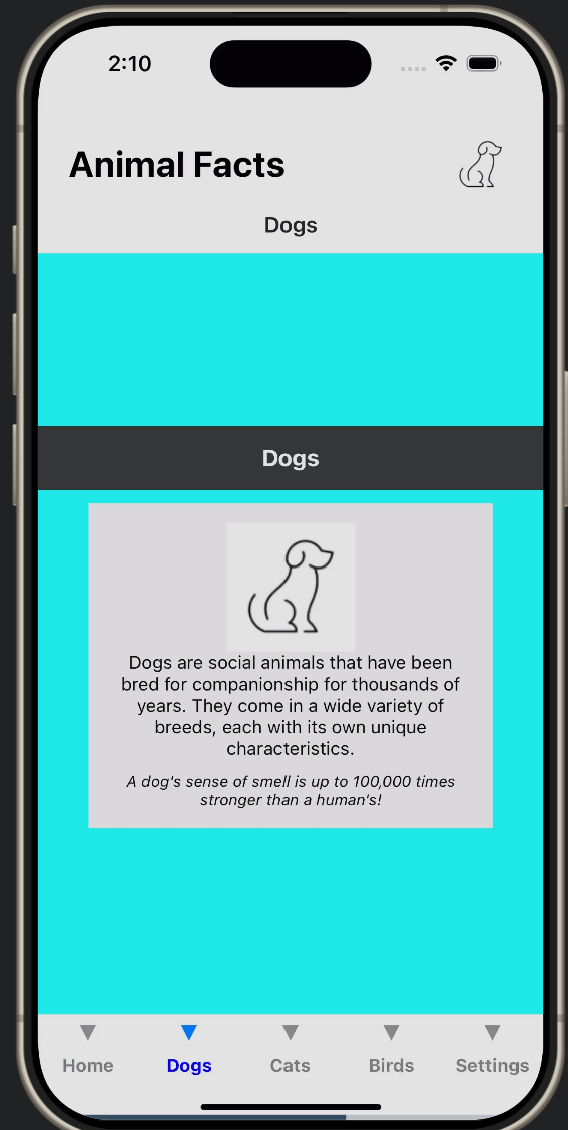 2:10
Animal Facts
Dogs
Dogs
Dogs are social animals that have been
bred for companionship for thousands of
years. They come in a wide variety of
breeds, each with its own unique
characteristics.
A dog's sense of smell is up to 100,000 times
stronger than a human's!
Home Dogs Cats Birds Settings